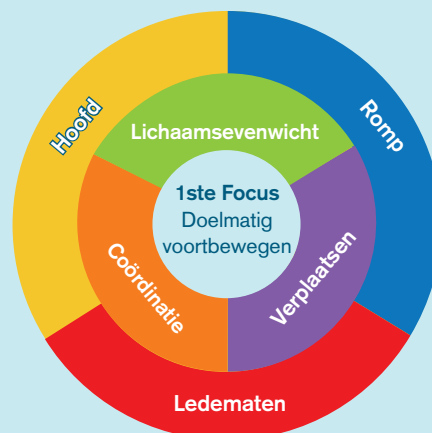 Hoofd
Romp
Lichaamsevenwicht
1ste Focus
Doelmatig
voortbewegen
Coördinatie
Verplaatsen
Ledematen